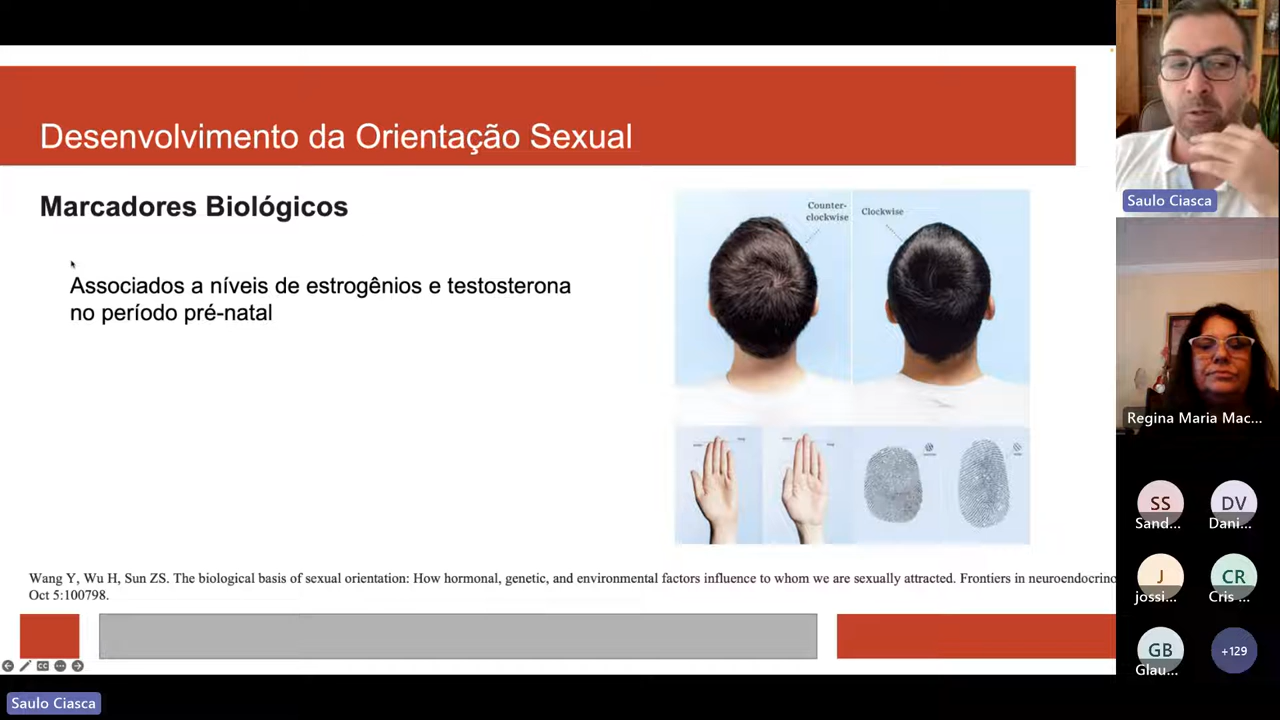 Desenvolvimento da Orientação Sexual
Marcadores Biológicos
Associados a níveis de estrogênios e testosterona
no período pré-natal
Counter-
clockwise
Clockwise
Wang Y, Wu H, Sun ZS. The biological basis of sexual orientation: How hormonal, genetic, and environmental factors influence to whom we are sexually attracted. Frontiers in neuroendocrino
Oct 5:100798.
Saulo Ciasca
Regina Maria Mac...
SS
Sand...
DV
Dani...
J
jossi...
CR
Cris ...
GB
Glau...
+129
Saulo Ciasca